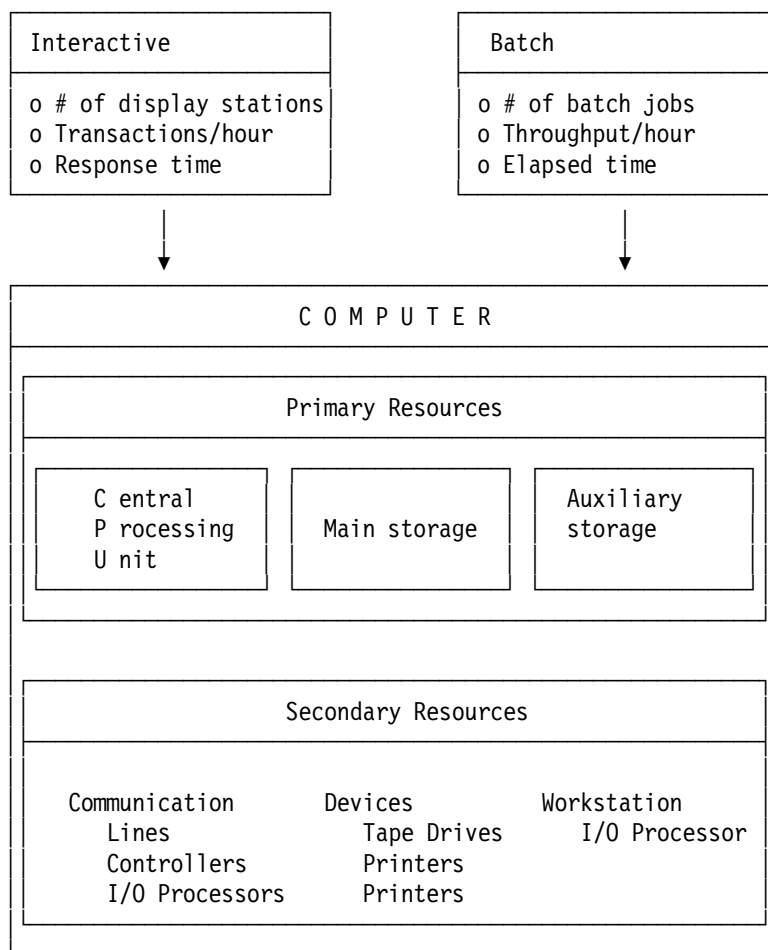 Interactive
o # of display stations
o Transactions/hour
o Response time
Batch
o # of batch jobs
o Throughput/hour
o Elapsed time
C O M P U T E R
Primary Resources
C entral
P rocessing
U nit
Main storage
Auxiliary
storage
Secondary Resources
Communication
Lines
Controllers
I/O Processors
Devices
Tape Drives
Printers
Printers
Workstation
I/O Processor